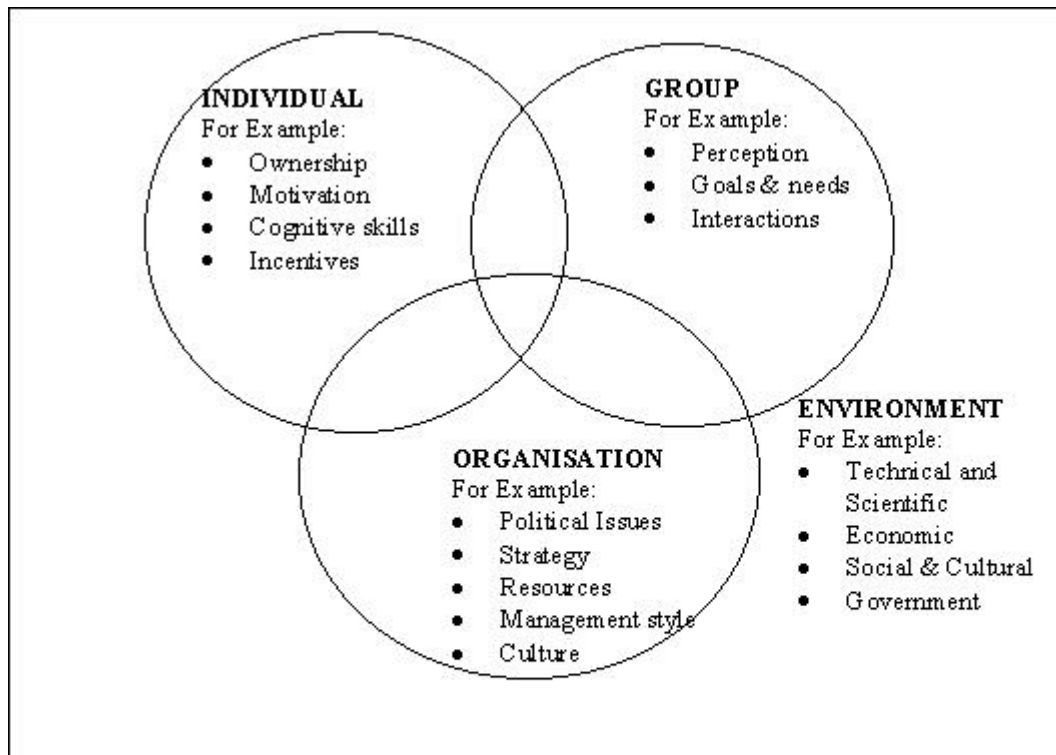 INDIVIDUAL
For Example:
• Ownership
• Motivation
• Cognitive skills
• Incentives
GROUP
For Example:
• Perception
• Goals & needs
• Interactions
ORGANISATION
For Example:
• Political Issues
• Strategy
• Resources
• Management style
• Culture
ENVIRONMENT
For Example:
• Technical and
Scientific
• Economic
• Social & Cultural
• Government